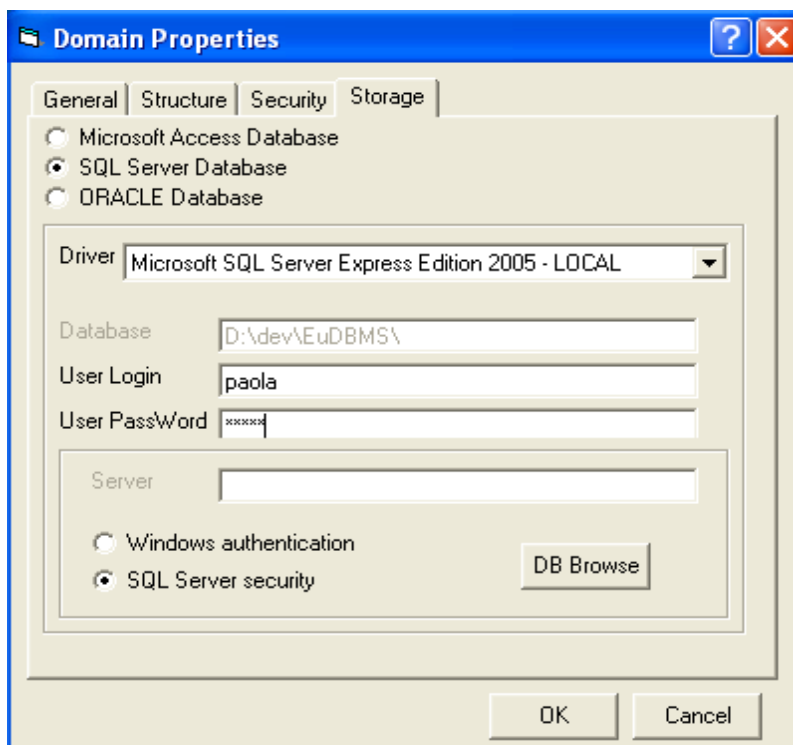 Domain Properties
General Structure Security Storage
Microsoft Access Database
SQL Server Database
ORACLE Database
Driver Microsoft SQL Server Express Edition 2005 - LOCAL
Database D:\dev\EuDBMS\
User Login paola
User PassWord *****
Server
Windows authentication
SQL Server security
DB Browse
OK Cancel